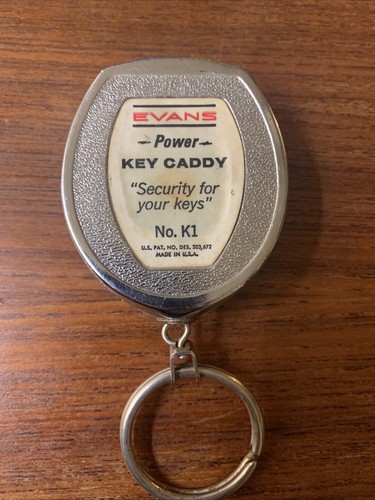 EVANS
Power
KEY CADDY
"Security for
your keys"
No. K1
U.S. PAT, NO, DES. 203,672
MADE IN U.S.A.